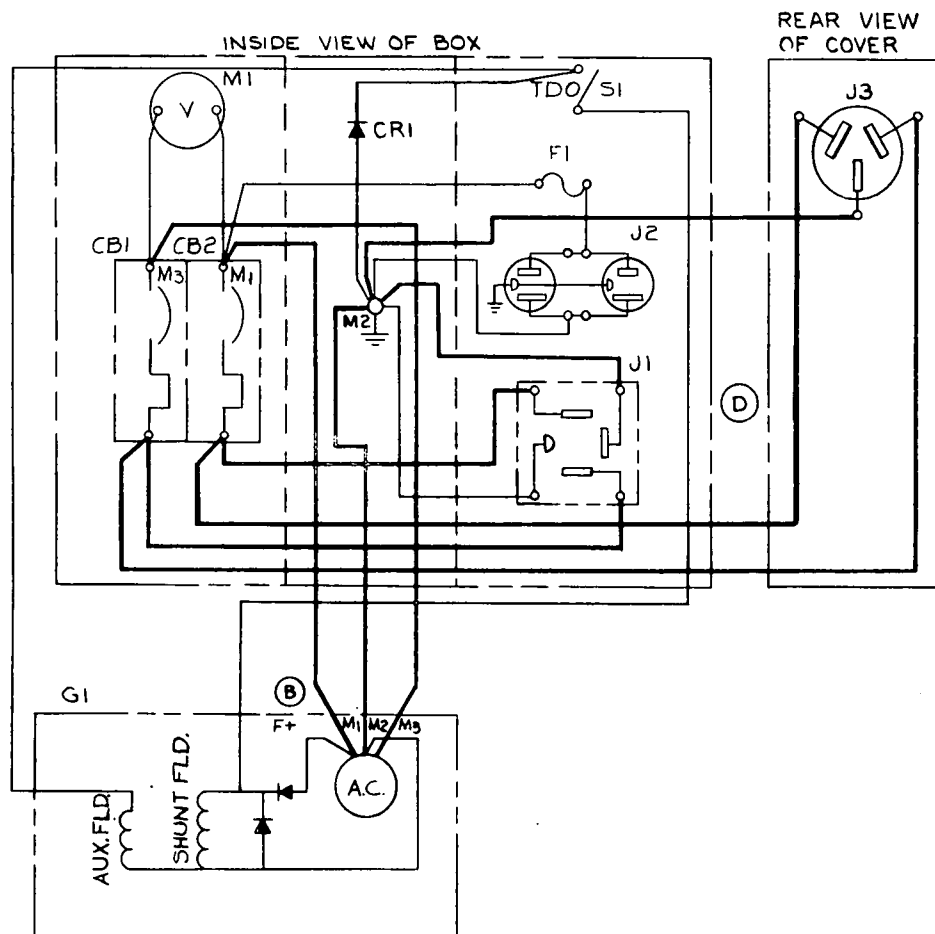 REAR VIEW
OF COVER
INSIDE VIEW OF BOX
M1
V
TDO
S1
J3
CR1
F1
J2
CB1
CB2
M3
M1
M2
J1
D
G1
B
F+
M1
M2
M3
A.C.
AUX. FLD.
SHUNT FLD.